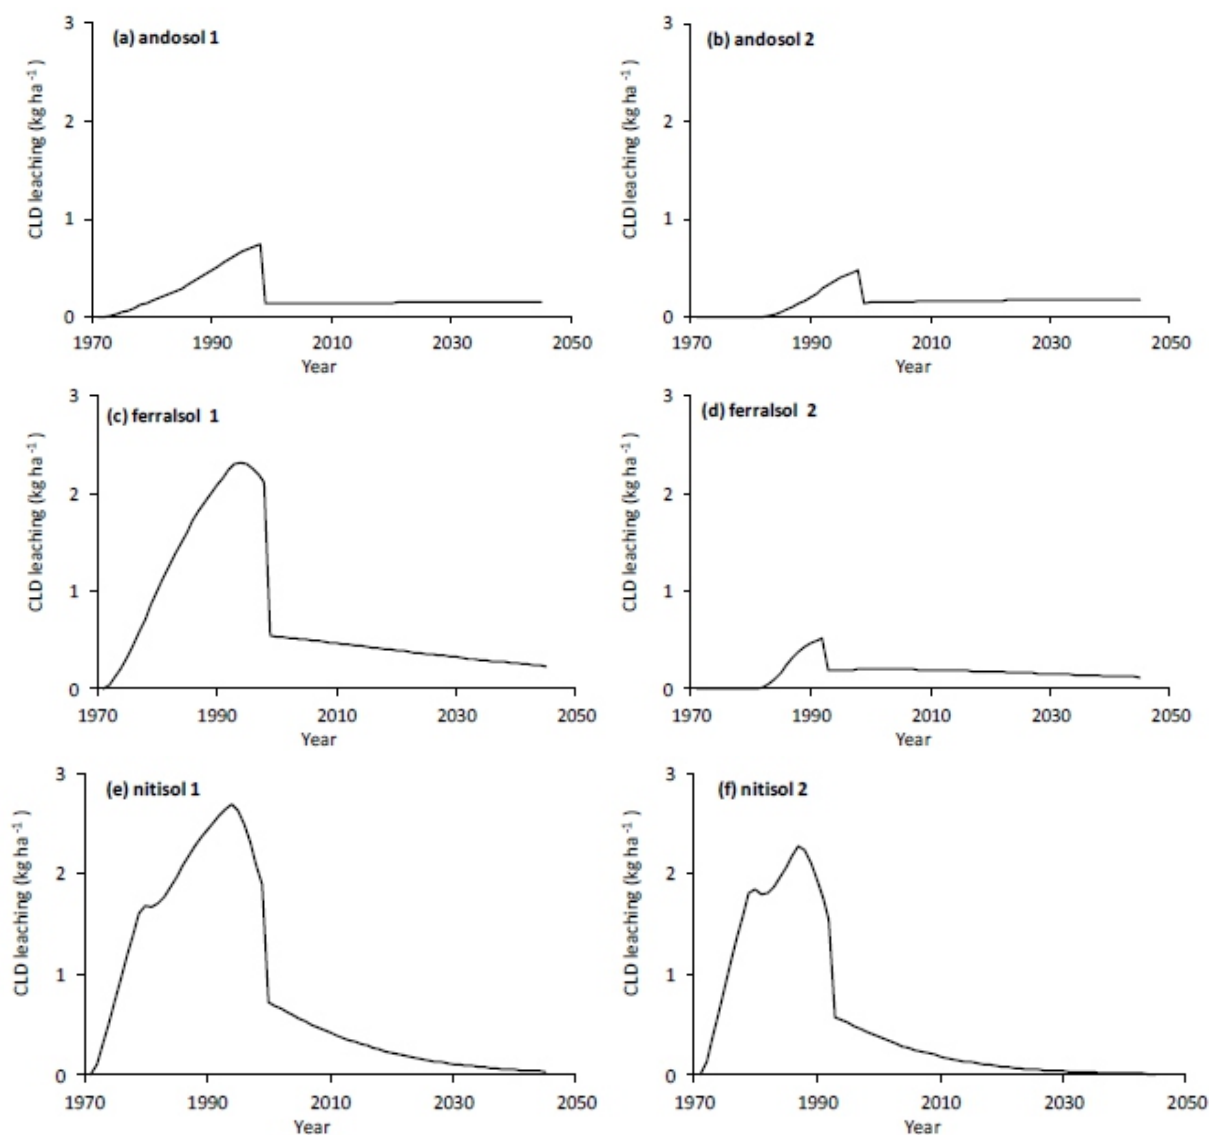 (a) andosol 1
CLD leaching (kg ha -1 )
3
2
1
0
1970 1990 2010 2030 2050
Year
(b) andosol 2
CLD leaching (kg ha -1 )
3
2
1
0
1970 1990 2010 2030 2050
Year
(c) ferralsol 1
CLD leaching (kg ha -1 )
3
2
1
0
1970 1990 2010 2030 2050
Year
(d) ferralsol 2
CLD leaching (kg ha -1 )
3
2
1
0
1970 1990 2010 2030 2050
Year
(e) nitisol 1
CLD leaching (kg ha -1 )
3
2
1
0
1970 1990 2010 2030 2050
Year
(f) nitisol 2
CLD leaching (kg ha -1 )
3
2
1
0
1970 1990 2010 2030 2050
Year